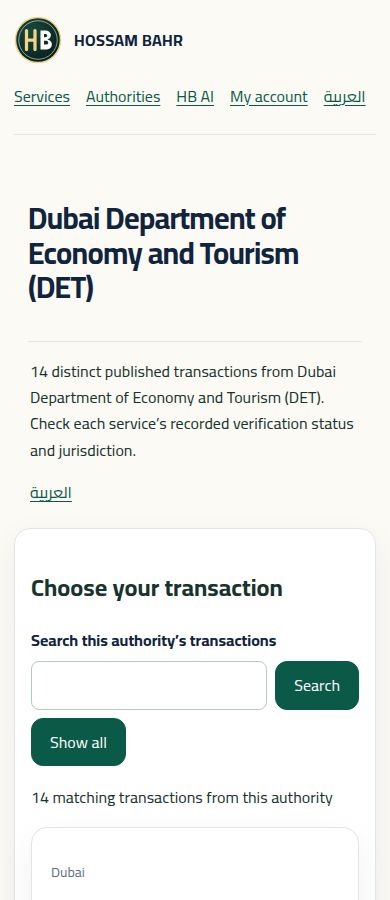 HB
HOSSAM BAHR
Services Authorities HB AI My account العربية
Dubai Department of
Economy and Tourism
(DET)
14 distinct published transactions from Dubai
Department of Economy and Tourism (DET).
Check each service's recorded verification status
and jurisdiction.
العربية
Choose your transaction
Search this authority's transactions
Search
Show all
14 matching transactions from this authority
Dubai